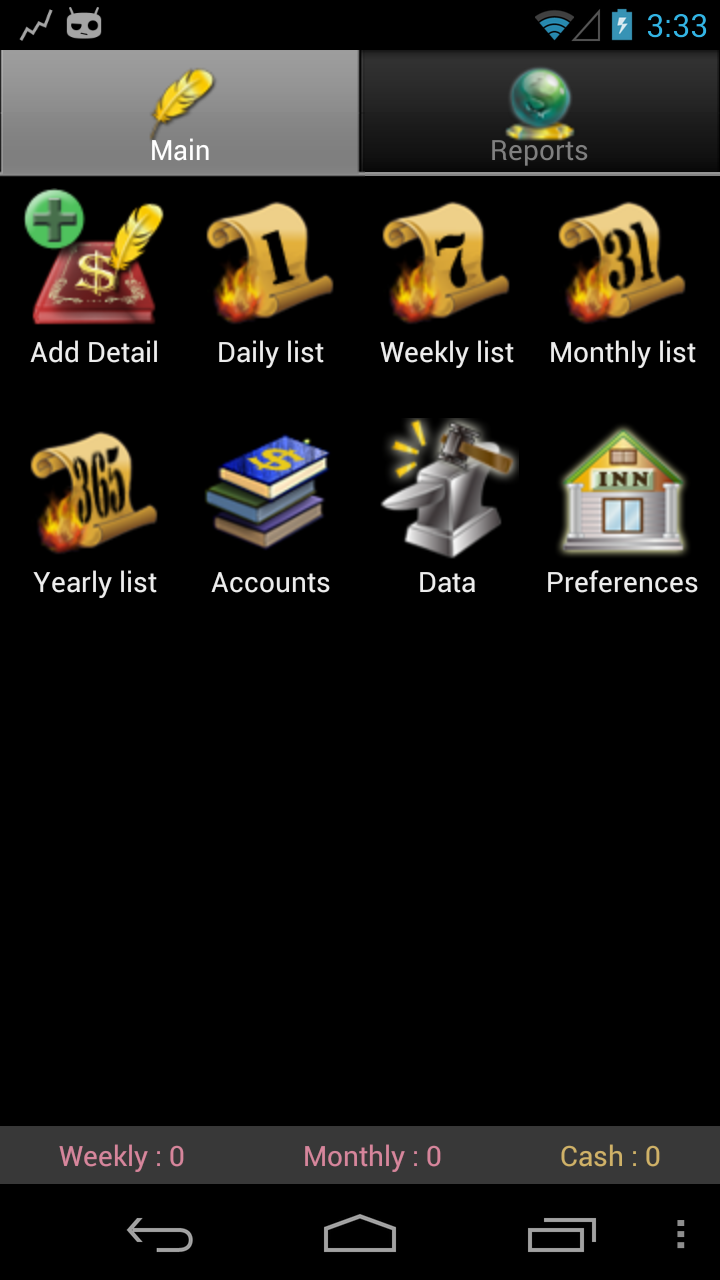 3:33
Main
Reports
$
1
7
31
Add Detail
Daily list
Weekly list
Monthly list
365
$
INN
Yearly list
Accounts
Data
Preferences
Weekly : 0
Monthly : 0
Cash : 0